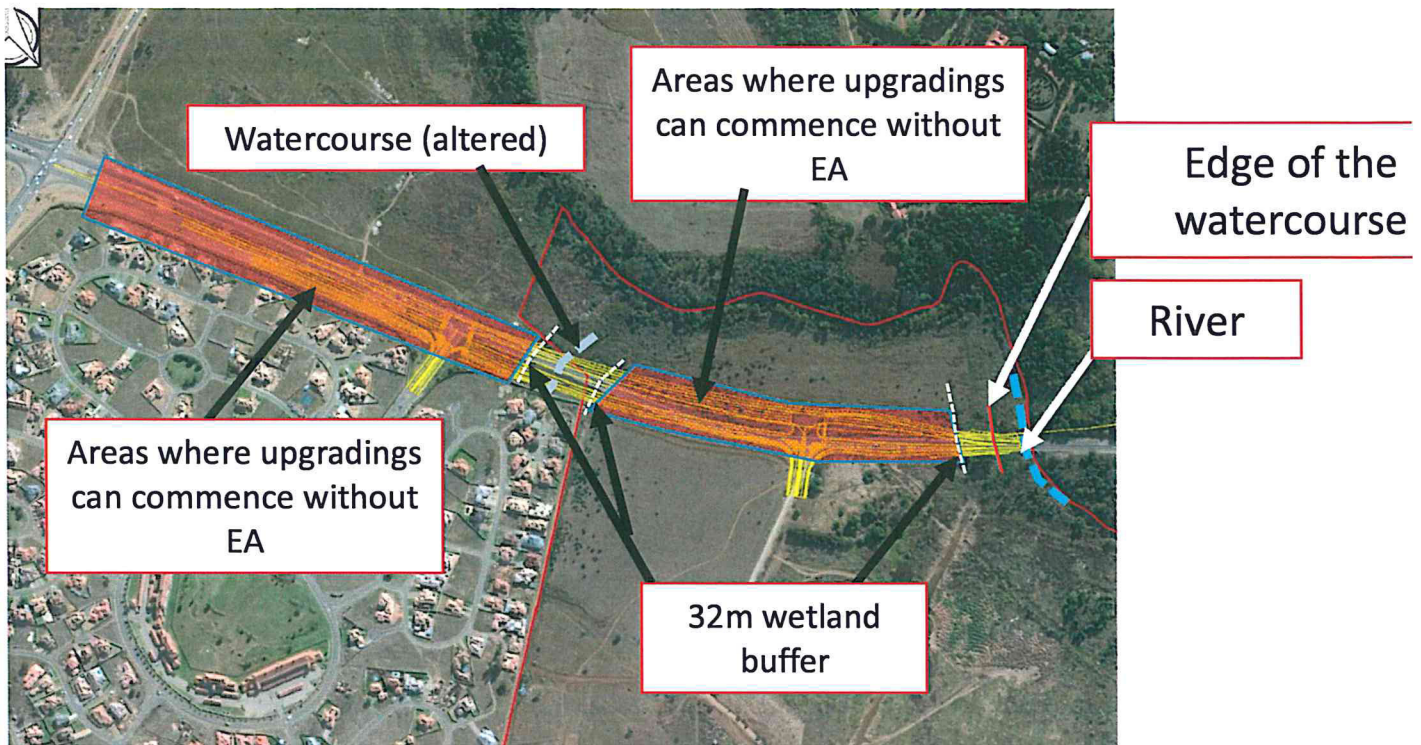 Areas where upgradings
can commence without
EA
Watercourse (altered)
Edge of the
watercourse
River
Areas where upgradings
can commence without
EA
32m wetland
buffer